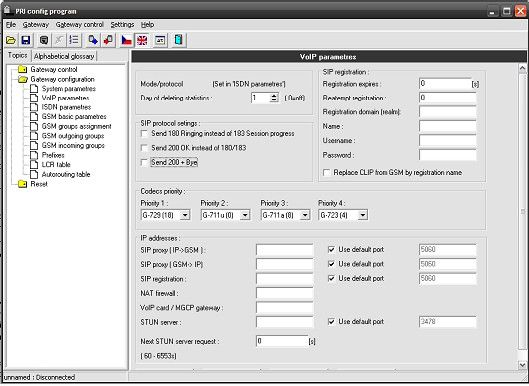 PRI config program
File Gateway Gateway control Settings Help
Topics Alphabetical glossary
Gateway control
Gateway configuration
System parametres
VoIP parametres
ISDN parametres
GSM basic parametres
GSM groups assignment
GSM outgoing groups
GSM incoming groups
Prefixes
LCR table
Autorouting table
Reset
VoIP parametres
Mode/protocol (Set in 'ISDN parametres')
Day of deleting statistics : 1 ( 0=off)
SIP protocol setings :
Send 180 Ringing instead of 183 Session progress
Send 200 OK instead of 180/183
Send 200 + Bye
SIP registration :
Registration expires : 0 [s]
Reatempt registration : 0
Registration domain (realm):
Name :
Username :
Password :
Replace CLIP from GSM by registration name
Codecs priority :
Priority 1 : Priority 2 : Priority 3 : Priority 4 :
G-729 (18) G-711u (0) G-711a (8) G-723 (4)
IP addresses :
SIP proxy ( IP->GSM ) : Use default port 5060
SIP proxy ( GSM-> IP) Use default port 5060
SIP registration : Use default port 5060
NAT firewall :
VoIP card / MGCP gateway :
STUN server : Use default port 3478
Next STUN server request : 0 [s]
( 60 - 6553s)
unnamed : Disconnected